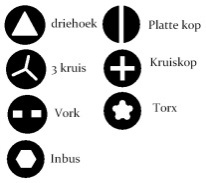 driehoek
Platte kop
3 kruis
Kruiskop
Vork
Torx
Inbus